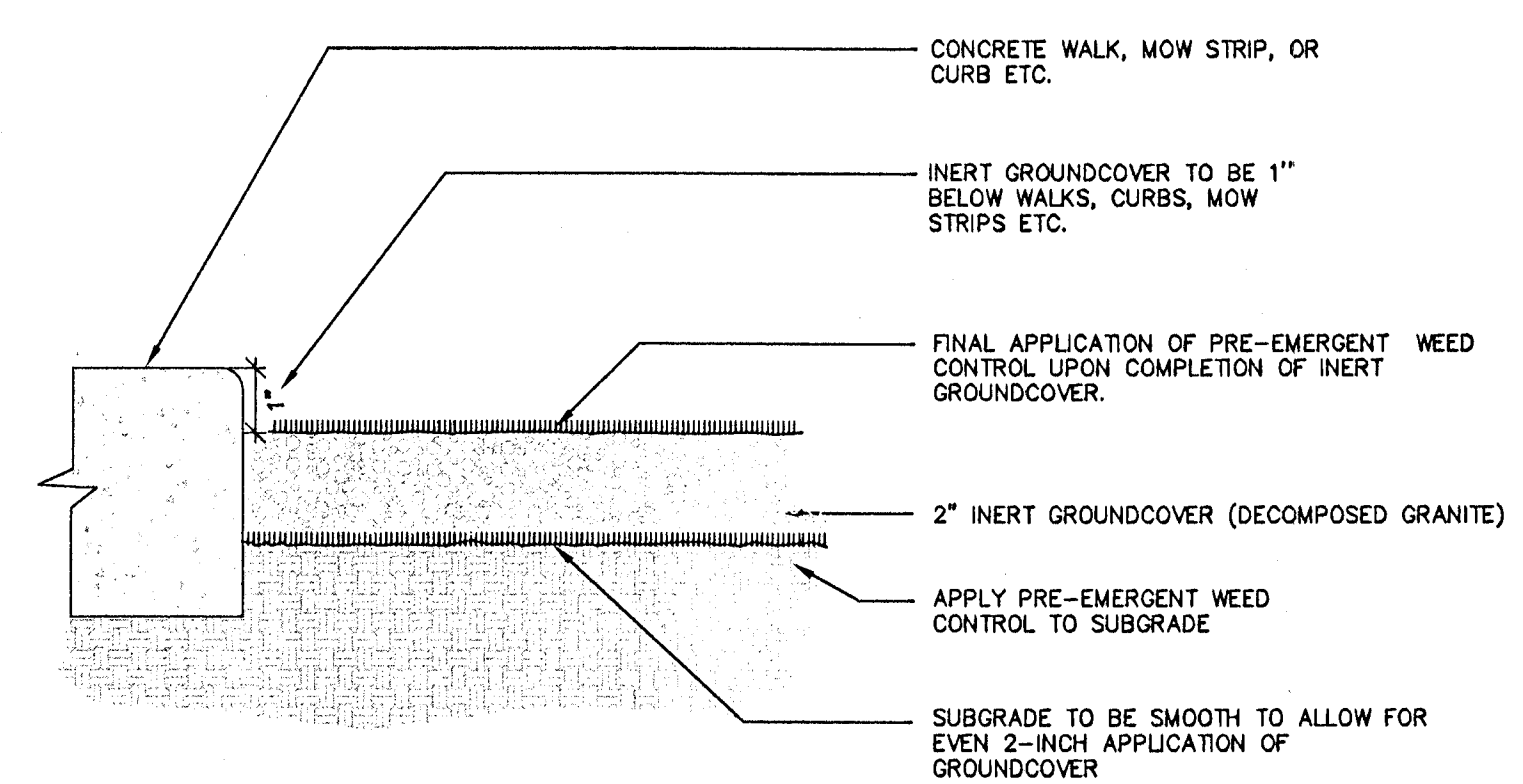 CONCRETE WALK, MOW STRIP, OR
CURB ETC.
INERT GROUNDCOVER TO BE 1"
BELOW WALKS, CURBS, MOW
STRIPS ETC.
FINAL APPLICATION OF PRE-EMERGENT WEED
CONTROL UPON COMPLETION OF INERT
GROUNDCOVER.
1"
2" INERT GROUNDCOVER (DECOMPOSED GRANITE)
APPLY PRE-EMERGENT WEED
CONTROL TO SUBGRADE
SUBGRADE TO BE SMOOTH TO ALLOW FOR
EVEN 2-INCH APPLICATION OF
GROUNDCOVER